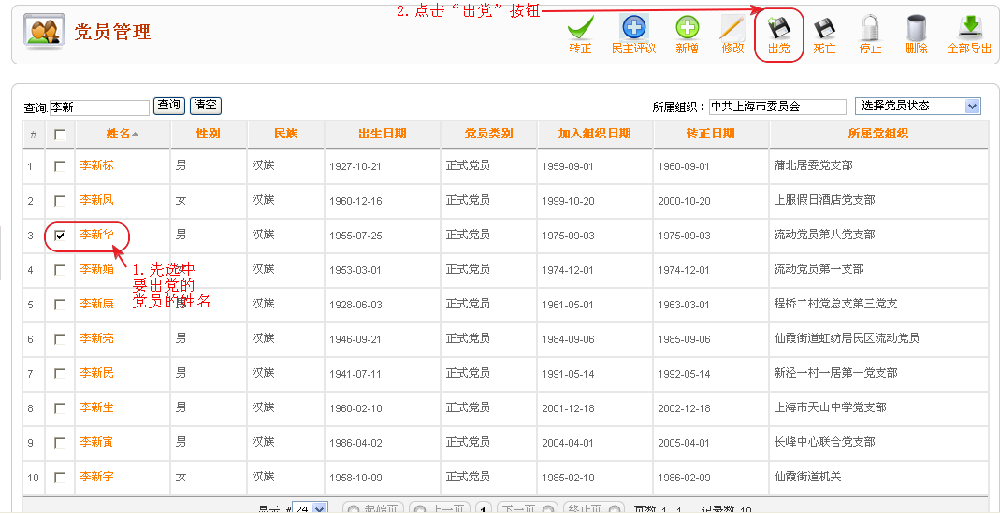 2.点击“出党”按钮
党员管理
转正 民主评议 新增 修改 出党 死亡 停止 删除 全部导出
查询: 李新 查询 清空 所属组织： 中共上海市委员会 -选择党员状态-
# 姓名 性别 民族 出生日期 党员类别 加入组织日期 转正日期 所属党组织
1 李新标 男 汉族 1927-10-21 正式党员 1959-09-01 1960-09-01 蒲北居委党支部
2 李新凤 女 汉族 1960-12-16 正式党员 1999-10-20 2000-10-20 上服假日酒店党支部
3 李新华 男 汉族 1955-07-25 正式党员 1975-09-03 1975-09-03 流动党员第八党支部
4 李新娟 女 汉族 1953-03-01 正式党员 1974-12-01 1974-12-01 流动党员第一支部
1.先选中
要出党的
党员的姓名
5 李新康 男 汉族 1928-06-03 正式党员 1961-05-01 1963-03-01 程桥二村党总支第三党支
6 李新亮 男 汉族 1946-09-21 正式党员 1984-09-06 1985-09-06 仙霞街道虹纺居民区流动党员
7 李新民 男 汉族 1941-07-11 正式党员 1991-05-14 1992-05-14 新泾一村一居第一党支部
8 李新生 男 汉族 1960-02-10 正式党员 2001-12-18 2002-12-18 上海市天山中学党支部
9 李新寅 男 汉族 1986-04-02 正式党员 2004-04-01 2005-04-01 长峰中心联合党支部
10 李新宇 女 汉族 1958-10-09 正式党员 1985-02-10 1986-02-09 仙霞街道机关
显示 # 24 起始页 上一页 1 下一页 终止页 页数 1 - 1 , 记录数 10